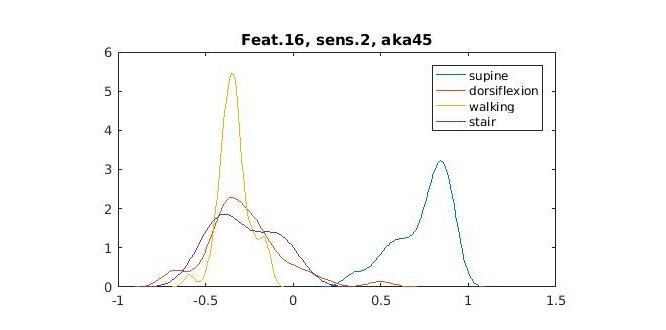 Feat.16, sens.2, aka45
6
5
4
3
2
1
0
supine
dorsiflexion
walking
stair
-1 -0.5 0 0.5 1 1.5